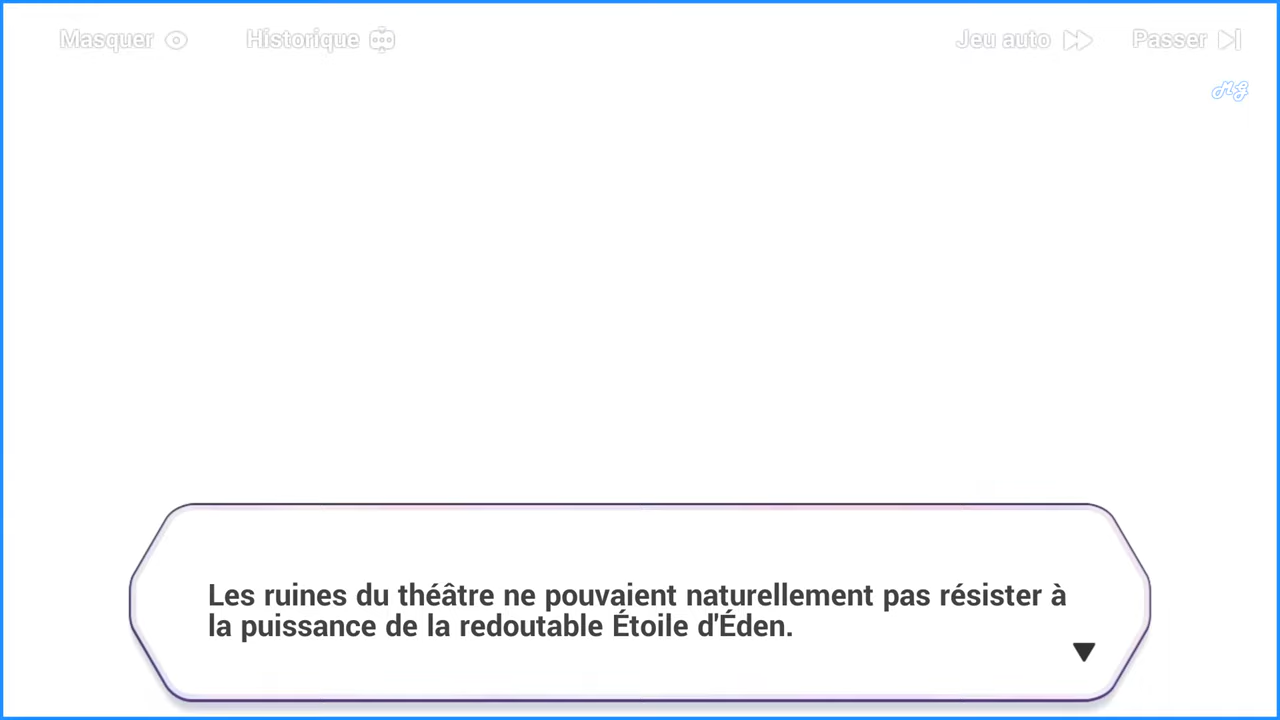 Masquer Historique Jeu auto Passer
MG
Les ruines du théâtre ne pouvaient naturellement pas résister à
la puissance de la redoutable Étoile d'Éden.